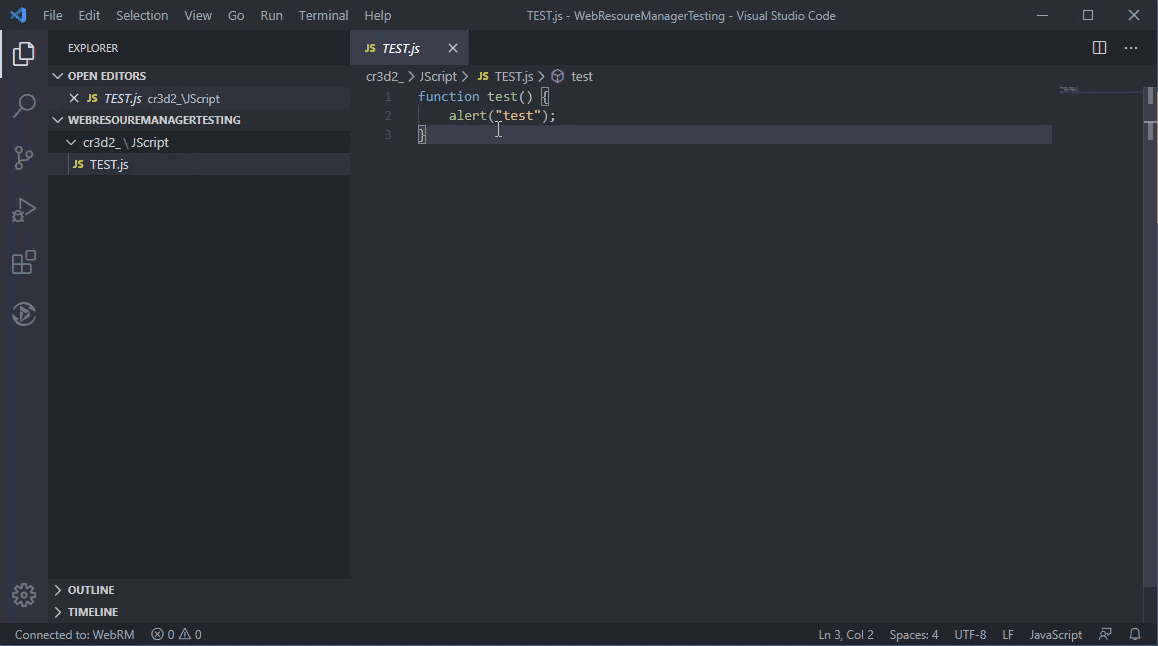 File Edit Selection View Go Run Terminal Help TEST.js - WebResoureManagerTesting - Visual Studio Code
EXPLORER
OPEN EDITORS
JS TEST.js cr3d2_\JScript
WEBRESOUREMANAGERTESTING
cr3d2_ \ JScript
JS TEST.js
OUTLINE
TIMELINE
JS TEST.js
cr3d2_ > JScript > JS TEST.js > test
1 function test() {
2 alert("test");
3 }
Connected to: WebRM 0 0 Ln 3, Col 2 Spaces: 4 UTF-8 LF JavaScript